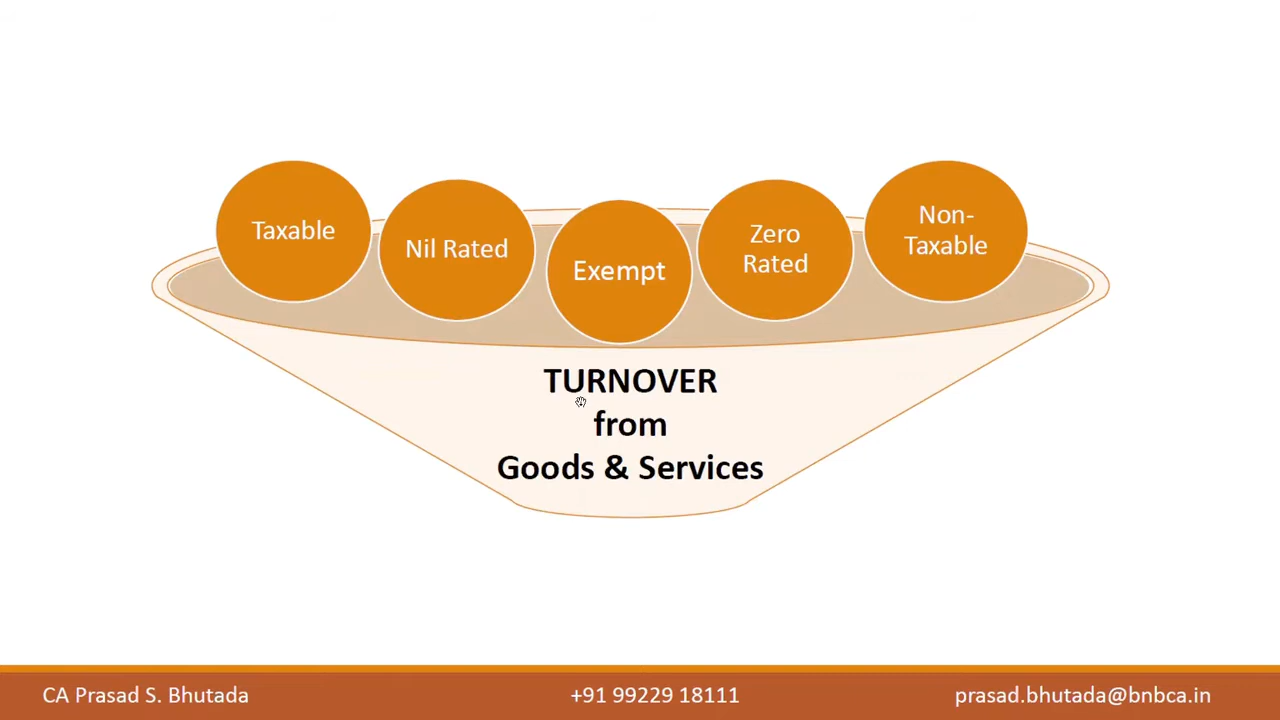 Taxable
Nil Rated
Exempt
Zero
Rated
Non-
Taxable
TURNOVER
from
Goods & Services
CA Prasad S. Bhutada
+91 99229 18111
prasad.bhutada@bnbca.in